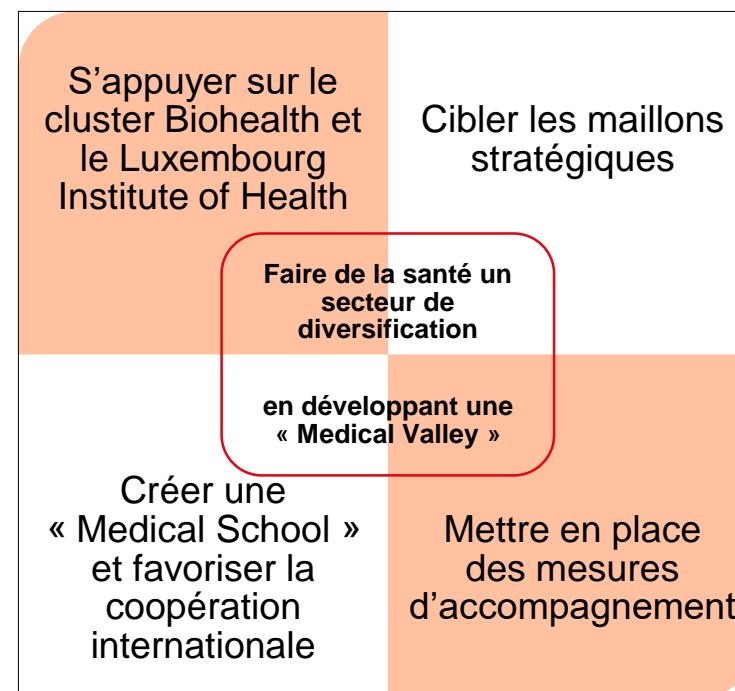 S’appuyer sur le
cluster Biohealth et
le Luxembourg
Institute of Health
Cibler les maillons
stratégiques
Faire de la santé un
secteur de
diversification
en développant une
« Medical Valley »
Créer une
« Medical School »
et favoriser la
coopération
internationale
Mettre en place
des mesures
d’accompagnement